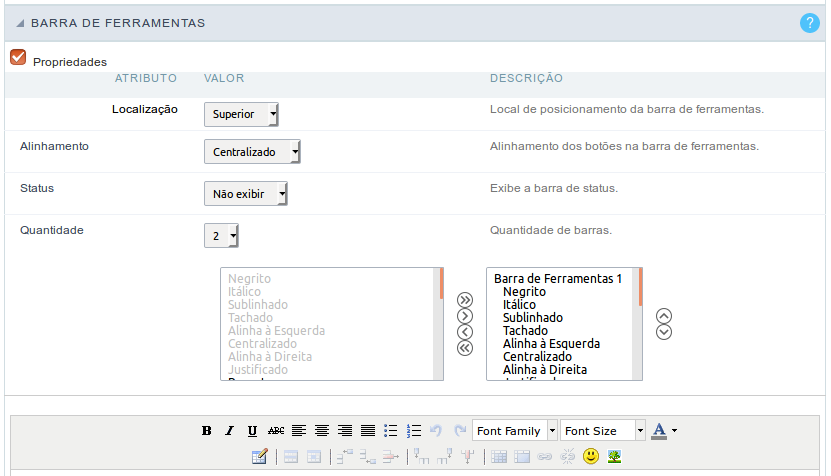 BARRA DE FERRAMENTAS
?
Propriedades
ATRIBUTO VALOR DESCRIÇÃO
Localização Superior Local de posicionamento da barra de ferramentas.
Alinhamento Centralizado Alinhamento dos botões na barra de ferramentas.
Status Não exibir Exibe a barra de status.
Quantidade 2 Quantidade de barras.
Negrito
Itálico
Sublinhado
Tachado
Alinha à Esquerda
Centralizado
Alinha à Direita
Justificado
Barra de Ferramentas 1
Negrito
Itálico
Sublinhado
Tachado
Alinha à Esquerda
Centralizado
Alinha à Direita
Justificado
B I U ABC Font Family Font Size A